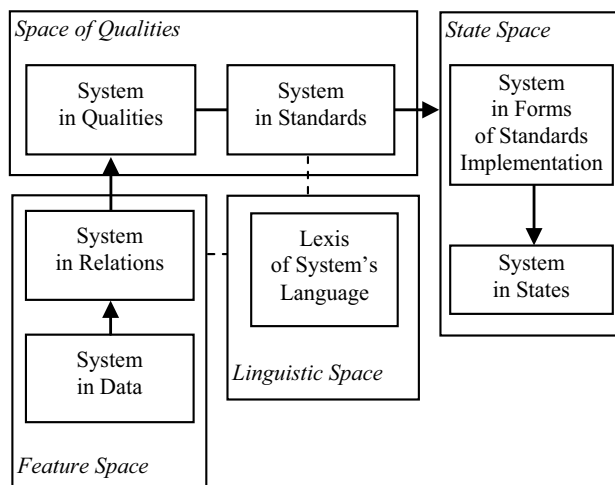 Space of Qualities
System
in Qualities
System
in Standards
State Space
System
in Forms
of Standards
Implementation
System
in States
System
in Relations
System
in Data
Feature Space
Lexis
of System's
Language
Linguistic Space